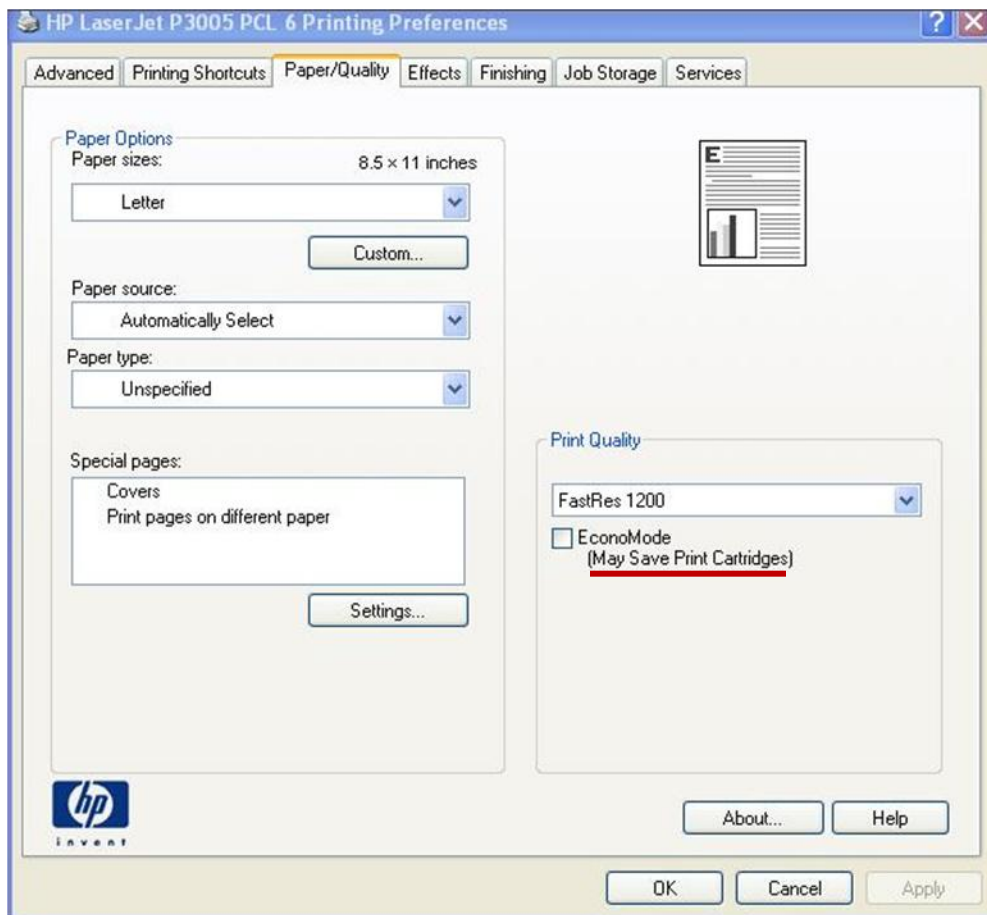 HP LaserJet P3005 PCL 6 Printing Preferences
Advanced Printing Shortcuts Paper/Quality Effects Finishing Job Storage Services
Paper Options
Paper sizes: 8.5 × 11 inches
Letter
Custom...
Paper source:
Automatically Select
Paper type:
Unspecified
Special pages:
Covers
Print pages on different paper
Settings...
E
Print Quality
FastRes 1200
EconoMode
(May Save Print Cartridges)
hp
invent
About... Help
OK Cancel Apply